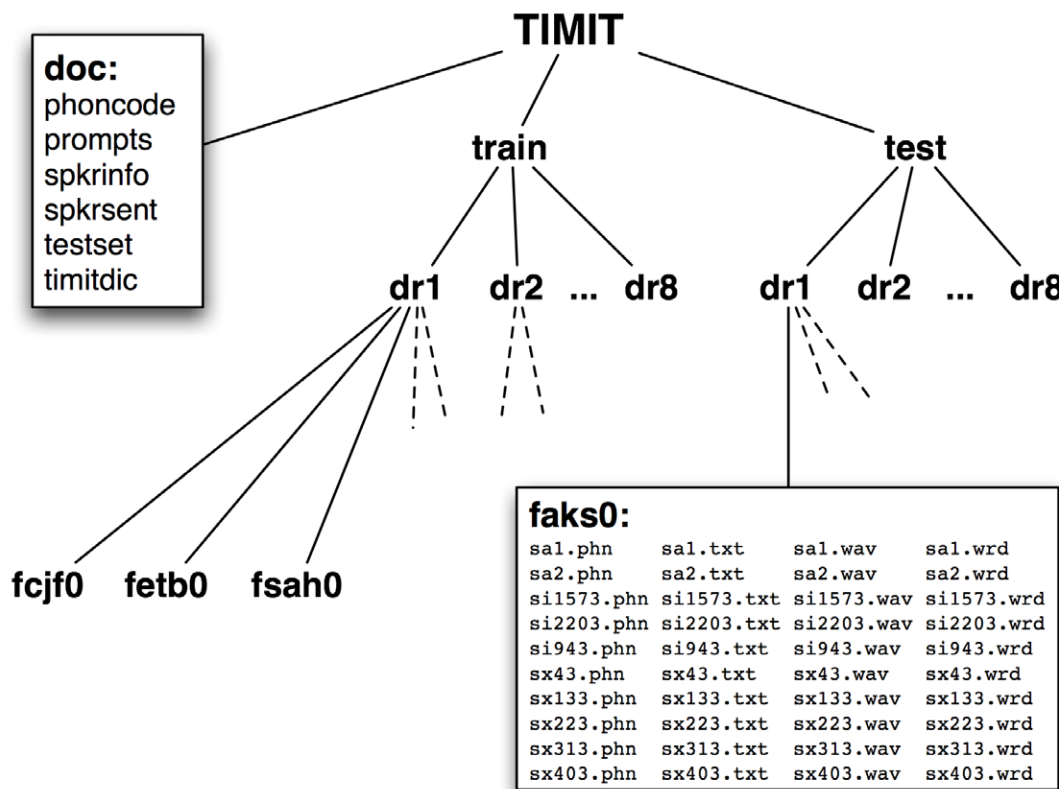 TIMIT
doc:
phoncode
prompts
spkrinfo
spkrsent
testset
timitdic
train
test
dr1 dr2 ... dr8
dr1 dr2 ... dr8
fcjf0 fetb0 fsah0
faks0:
sa1.phn sa1.txt sa1.wav sa1.wrd
sa2.phn sa2.txt sa2.wav sa2.wrd
si1573.phn si1573.txt si1573.wav si1573.wrd
si2203.phn si2203.txt si2203.wav si2203.wrd
si943.phn si943.txt si943.wav si943.wrd
sx43.phn sx43.txt sx43.wav sx43.wrd
sx133.phn sx133.txt sx133.wav sx133.wrd
sx223.phn sx223.txt sx223.wav sx223.wrd
sx313.phn sx313.txt sx313.wav sx313.wrd
sx403.phn sx403.txt sx403.wav sx403.wrd